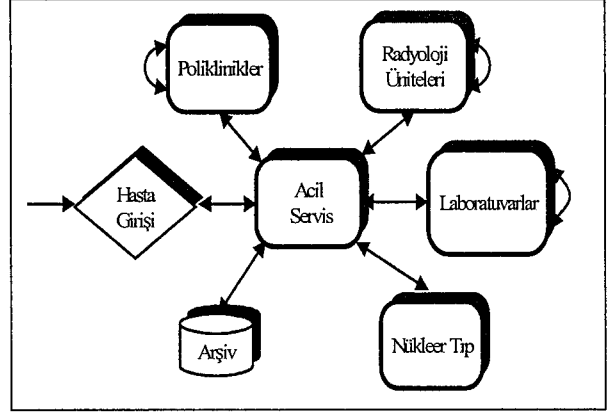 Poliklinikler
Radyoloji
Üniteleri
Hasta
Girişi
Acil
Servis
Laboratuvarlar
Arşiv
Nükleer Tıp